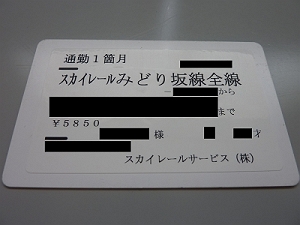 通勤1箇月
スカイレールみどり坂線全線
から
まで
￥5850
様 才
スカイレールサービス（株）